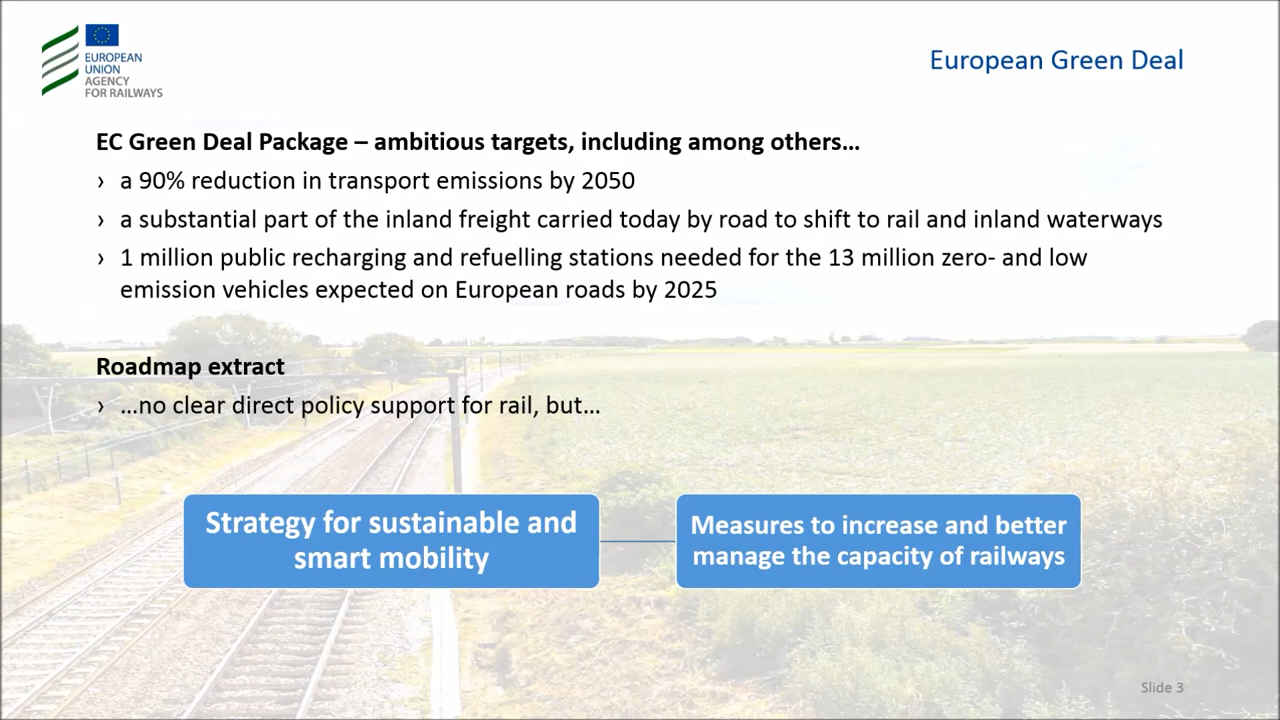 EUROPEAN
UNION
AGENCY
FOR RAILWAYS
European Green Deal
EC Green Deal Package – ambitious targets, including among others…
› a 90% reduction in transport emissions by 2050
› a substantial part of the inland freight carried today by road to shift to rail and inland waterways
› 1 million public recharging and refuelling stations needed for the 13 million zero- and low
emission vehicles expected on European roads by 2025
Roadmap extract
› …no clear direct policy support for rail, but…
Strategy for sustainable and
smart mobility
Measures to increase and better
manage the capacity of railways
Slide 3